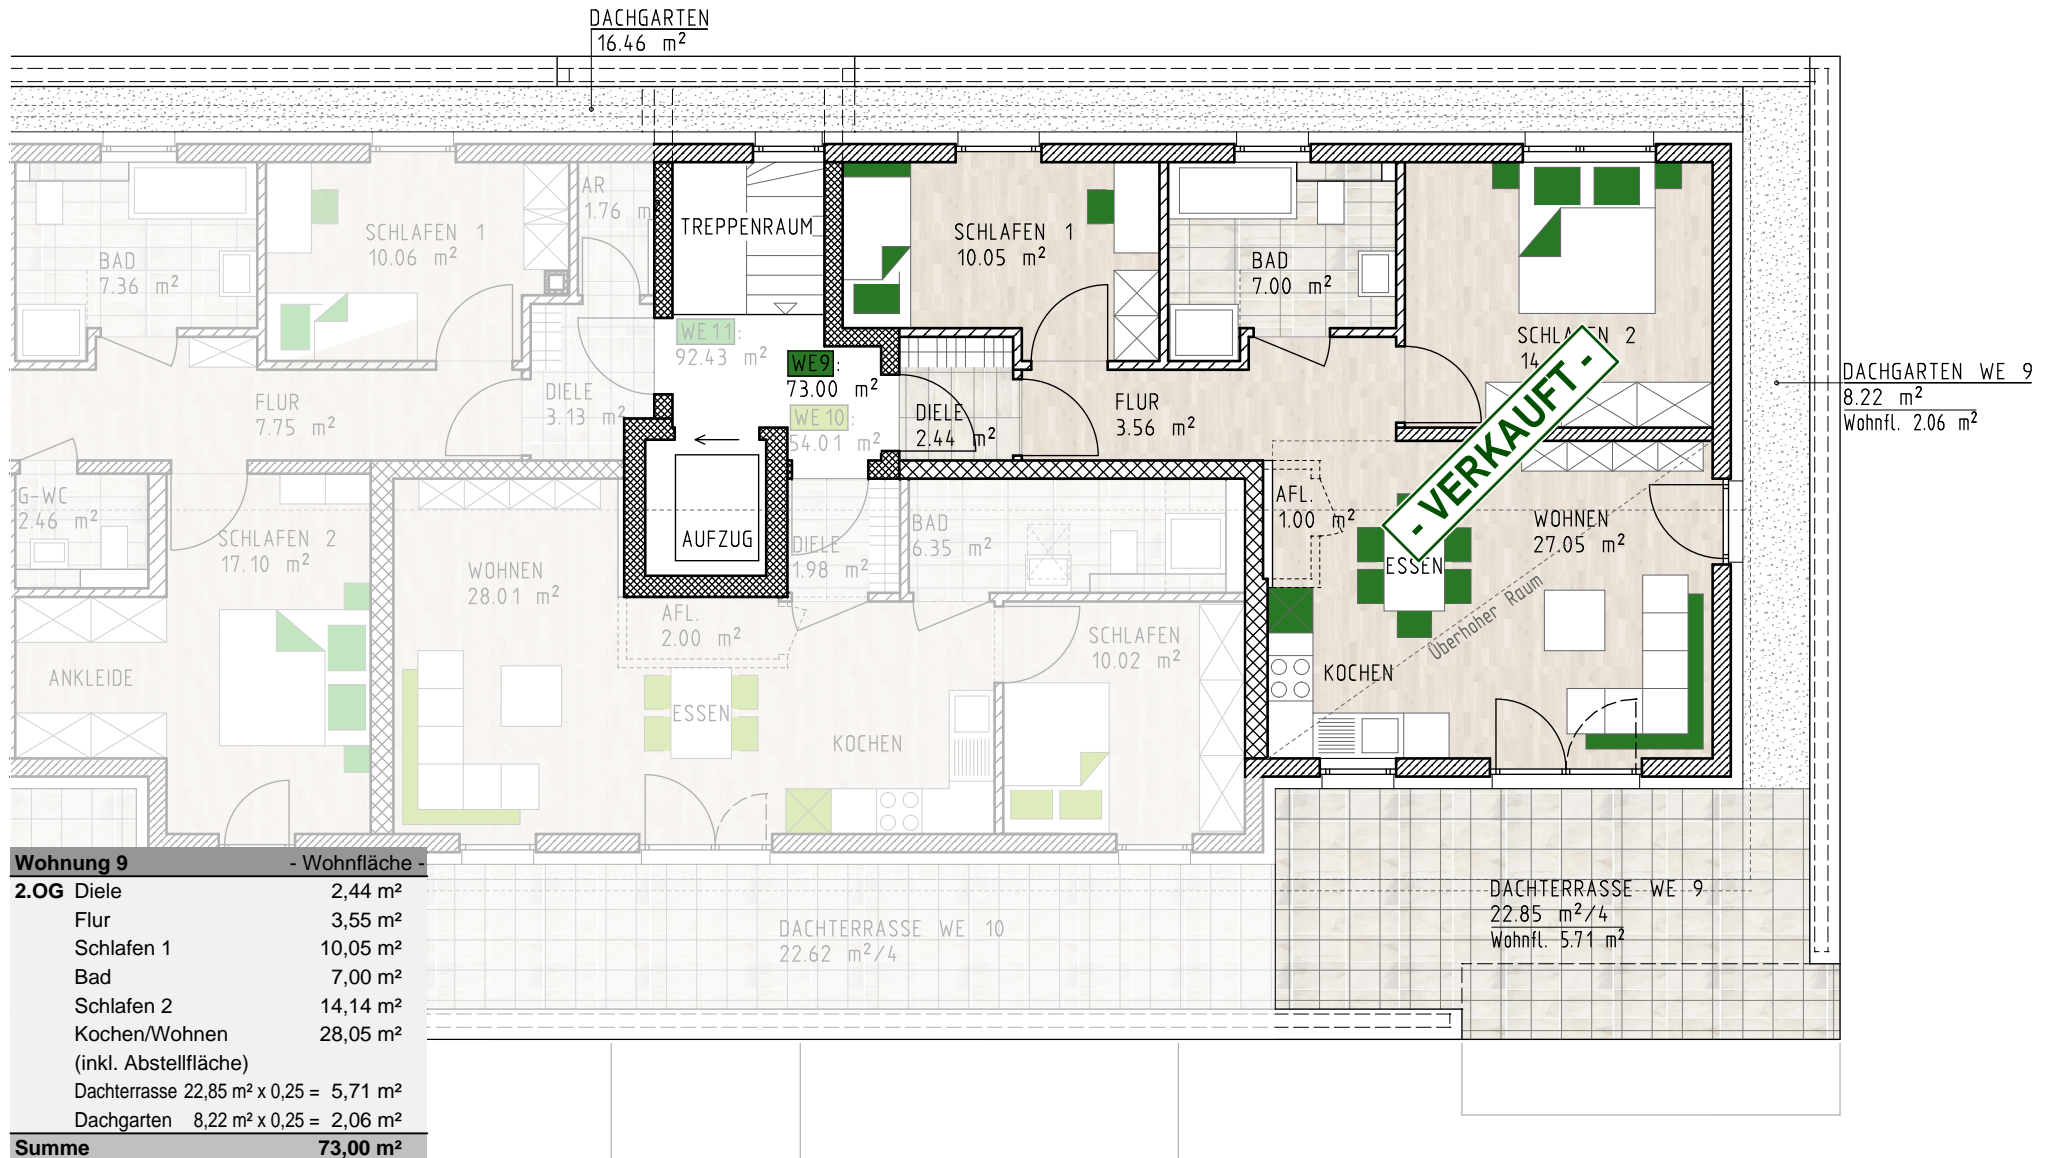 DACHGARTEN
16.46 m²
AR
1.76 m
TREPPENRAUM
SCHLAFEN 1
10.06 m²
BAD
7.36 m²
SCHLAFEN 1
10.05 m²
BAD
7.00 m²
SCHLAFEN 2
14
WE11:
92.43 m²
WE9:
73.00 m²
WE10:
54.01 m²
DIELE
3.13 m²
DIELE
2.44 m²
FLUR
7.75 m²
FLUR
3.56 m²
DACHGARTEN WE 9
8.22 m²
Wohnfl. 2.06 m²
- VERKAUFT -
G-WC
2.46 m²
SCHLAFEN 2
17.10 m²
WOHNEN
28.01 m²
AUFZUG
DIELE
1.98 m²
BAD
6.35 m²
AFL.
1.00 m²
WOHNEN
27.05 m²
ESSEN
Überhoher Raum
KOCHEN
AFL.
2.00 m²
SCHLAFEN
10.02 m²
ANKLEIDE
ESSEN
KOCHEN
DACHTERRASSE WE 9
22.85 m²/4
Wohnfl. 5.71 m²
DACHTERRASSE WE 10
22.62 m²/4
Wohnung 9 - Wohnfläche -
2.OG Diele 2,44 m²
Flur 3,55 m²
Schlafen 1 10,05 m²
Bad 7,00 m²
Schlafen 2 14,14 m²
Kochen/Wohnen 28,05 m²
(inkl. Abstellfläche)
Dachterrasse 22,85 m² x 0,25 = 5,71 m²
Dachgarten 8,22 m² x 0,25 = 2,06 m²
Summe 73,00 m²